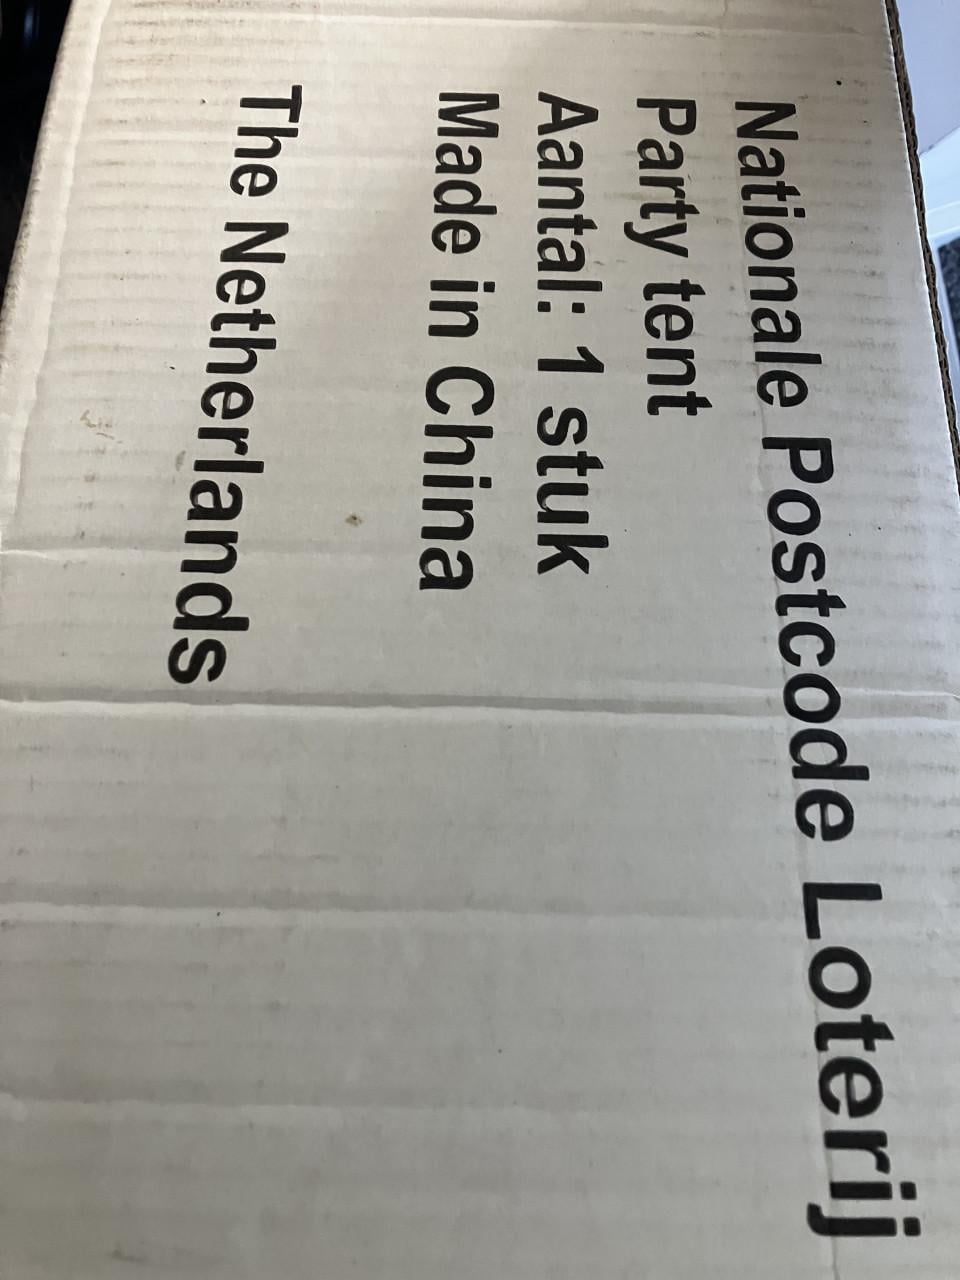 Nationale Postcode Loterij
Party tent
Aantal: 1 stuk
Made in China
The Netherlands